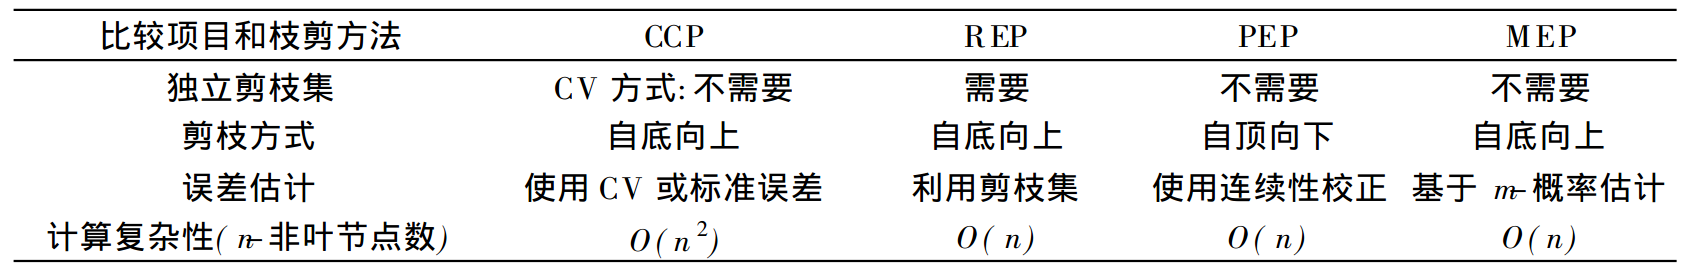 比较项目和枝剪方法 CCP REP PEP MEP
独立剪枝集 CV 方式: 不需要 需要 不需要 不需要
剪枝方式 自底向上 自底向上 自顶向下 自底向上
误差估计 使用 CV 或标准误差 利用剪枝集 使用连续性校正 基于 m-概率估计
计算复杂性( n-非叶节点数) O( n²) O( n) O( n) O( n)